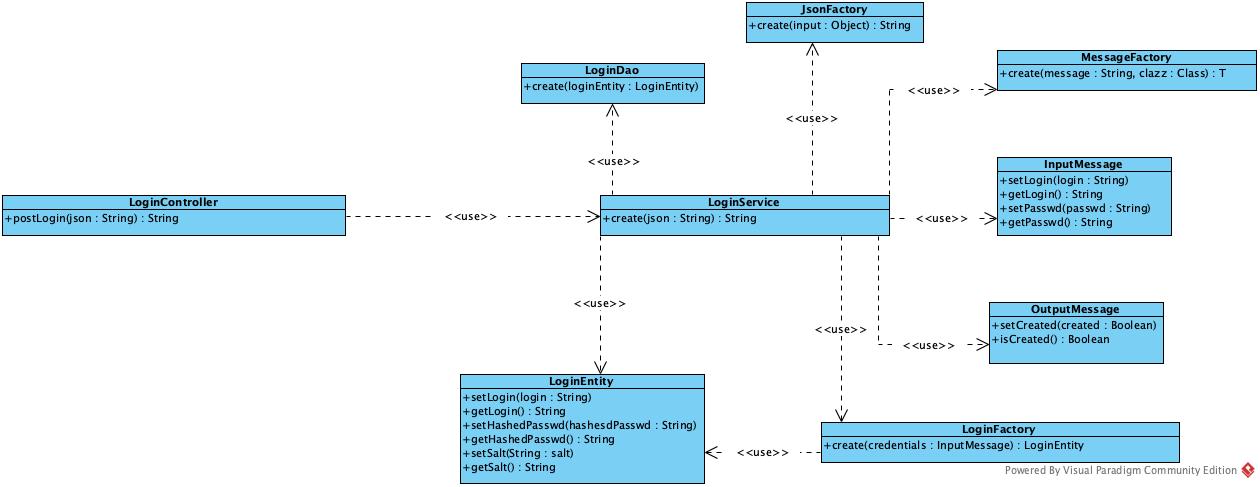 JsonFactory
+create(input : Object) : String
MessageFactory
+create(message : String, clazz : Class) : T
LoginDao
+create(loginEntity : LoginEntity)
<<use>>
<<use>>
<<use>>
InputMessage
+setLogin(login : String)
+getLogin() : String
+setPasswd(passwd : String)
+getPasswd() : String
LoginController
+postLogin(json : String) : String
<<use>>
LoginService
+create(json : String) : String
<<use>>
<<use>>
<<use>>
<<use>>
OutputMessage
+setCreated(created : Boolean)
+isCreated() : Boolean
LoginEntity
+setLogin(login : String)
+getLogin() : String
+setHashedPasswd(hashesdPasswd : String)
+getHashedPasswd() : String
+setSalt(String : salt)
+getSalt() : String
<<use>>
LoginFactory
+create(credentials : InputMessage) : LoginEntity
Powered By Visual Paradigm Community Edition